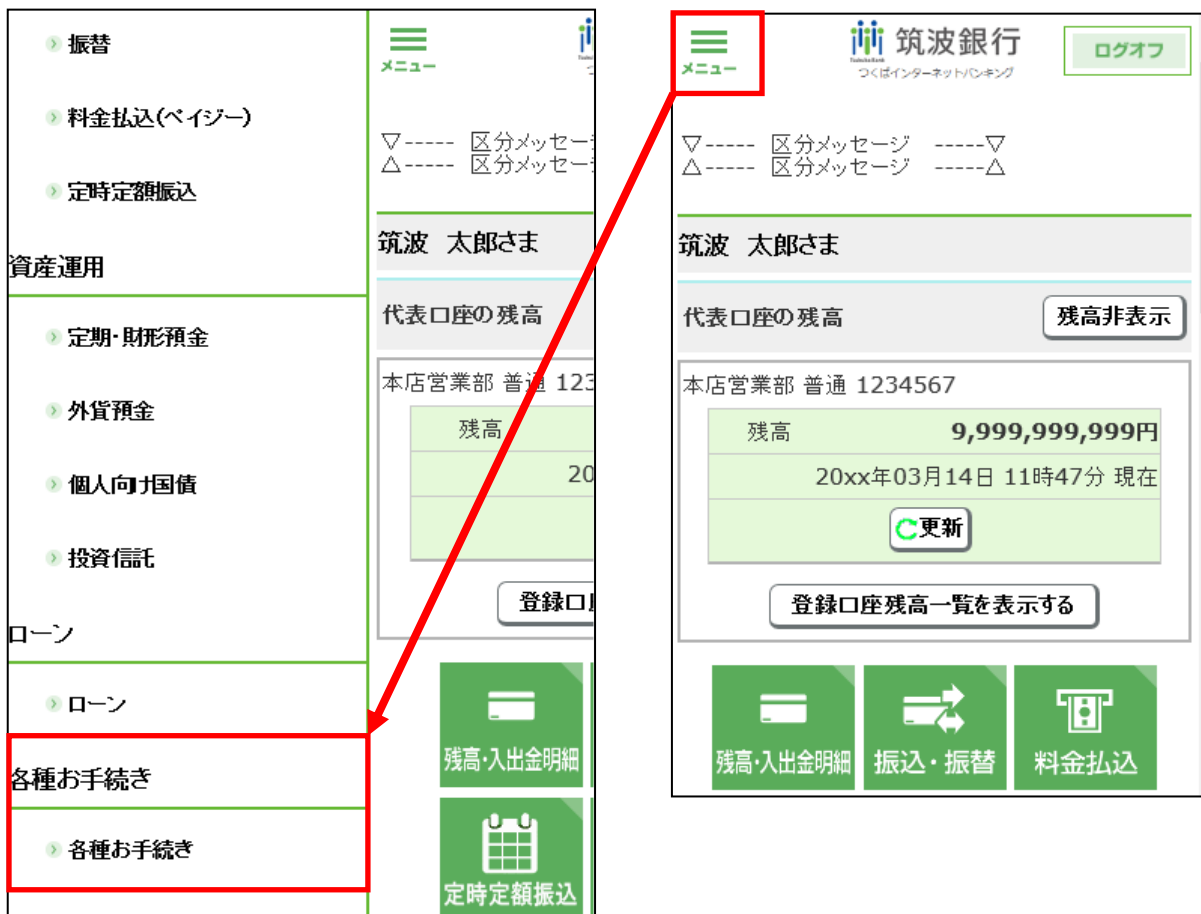 振替
料金払込(ペイジー)
定時定額振込
資産運用
定期・財形預金
外貨預金
個人向け国債
投資信託
ローン
ローン
各種お手続き
各種お手続き
メニュー
▽----- 区分メッセー
△----- 区分メッセー
筑波 太郎さま
代表口座の残高
本店営業部 普通 123
残高
20
登録口
残高・入出金明細
定時定額振込
メニュー
筑波銀行
つくばインターネットバンキング
ログオフ
▽----- 区分メッセージ -----▽
△----- 区分メッセージ -----△
筑波 太郎さま
代表口座の残高
残高非表示
本店営業部 普通 1234567
残高 9,999,999,999円
20xx年03月14日 11時47分 現在
更新
登録口座残高一覧を表示する
残高・入出金明細
振込・振替
料金払込